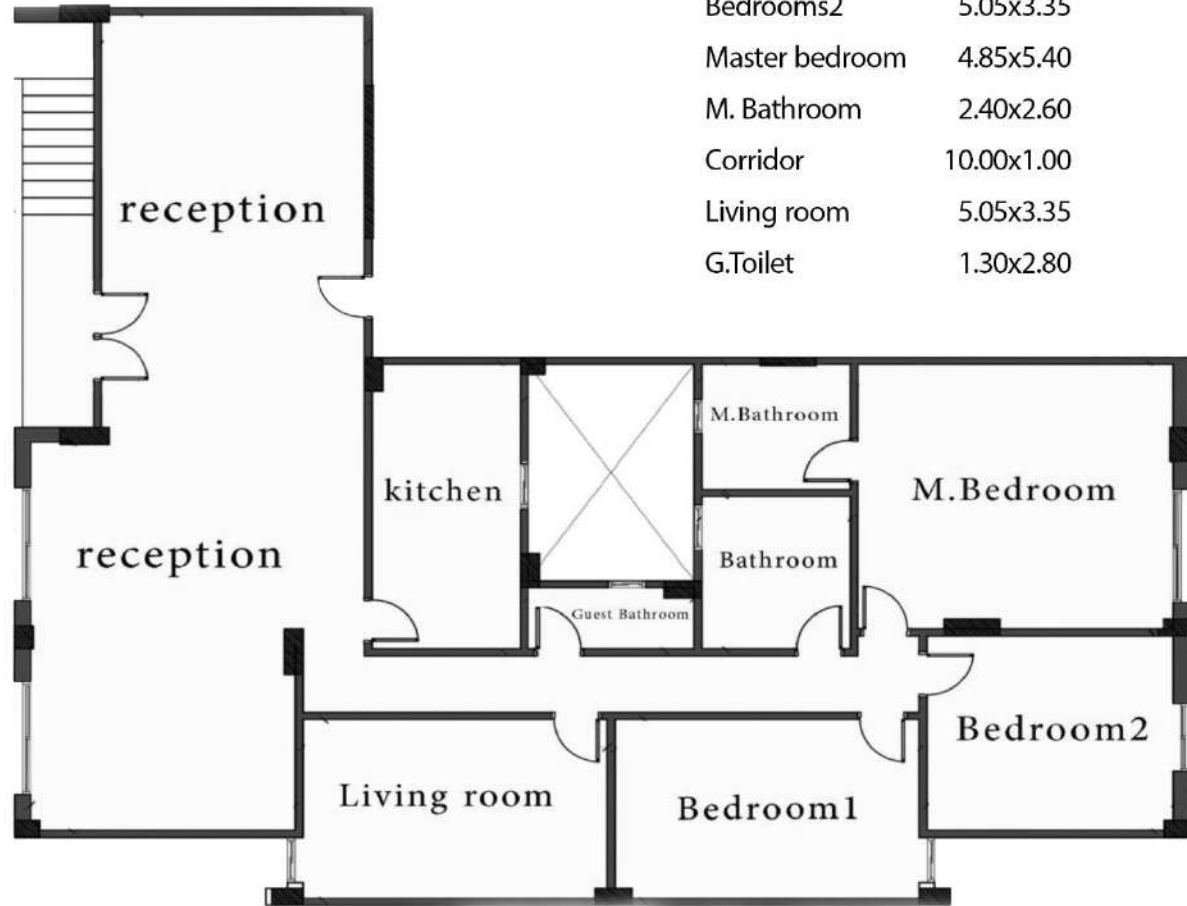 Bedrooms2 5.05x3.35
Master bedroom 4.85x5.40
M. Bathroom 2.40x2.60
Corridor 10.00x1.00
Living room 5.05x3.35
G.Toilet 1.30x2.80
reception
M.Bathroom
kitchen
M.Bedroom
reception
Bathroom
Guest Bathroom
Bedroom2
Living room
Bedroom1